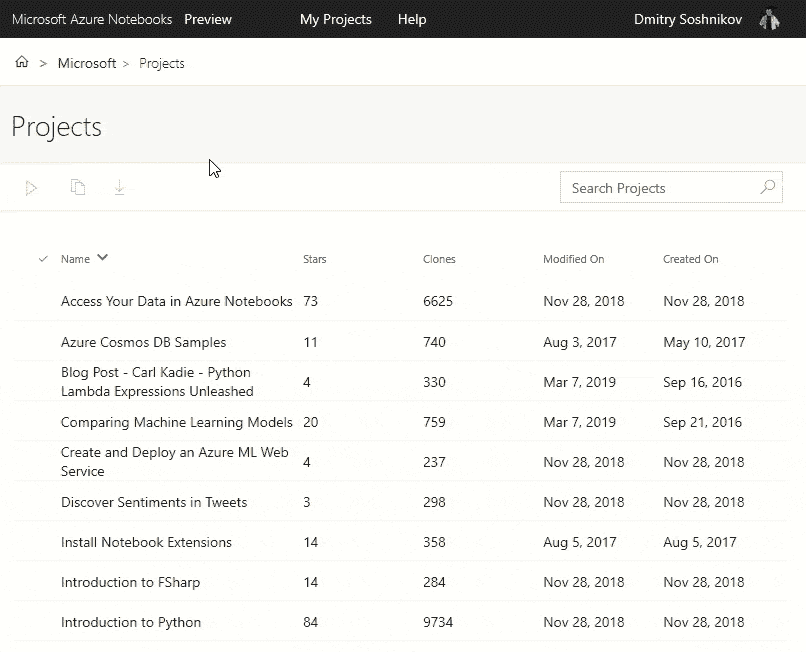 Microsoft Azure Notebooks Preview My Projects Help Dmitry Soshnikov
> Microsoft > Projects
Projects
Search Projects
Name Stars Clones Modified On Created On
Access Your Data in Azure Notebooks 73 6625 Nov 28, 2018 Nov 28, 2018
Azure Cosmos DB Samples 11 740 Aug 3, 2017 May 10, 2017
Blog Post - Carl Kadie - Python
Lambda Expressions Unleashed 4 330 Mar 7, 2019 Sep 16, 2016
Comparing Machine Learning Models 20 759 Mar 7, 2019 Sep 21, 2016
Create and Deploy an Azure ML Web
Service 4 237 Nov 28, 2018 Nov 28, 2018
Discover Sentiments in Tweets 3 298 Nov 28, 2018 Nov 28, 2018
Install Notebook Extensions 14 358 Aug 5, 2017 Aug 5, 2017
Introduction to FSharp 14 284 Nov 28, 2018 Nov 28, 2018
Introduction to Python 84 9734 Nov 28, 2018 Nov 28, 2018